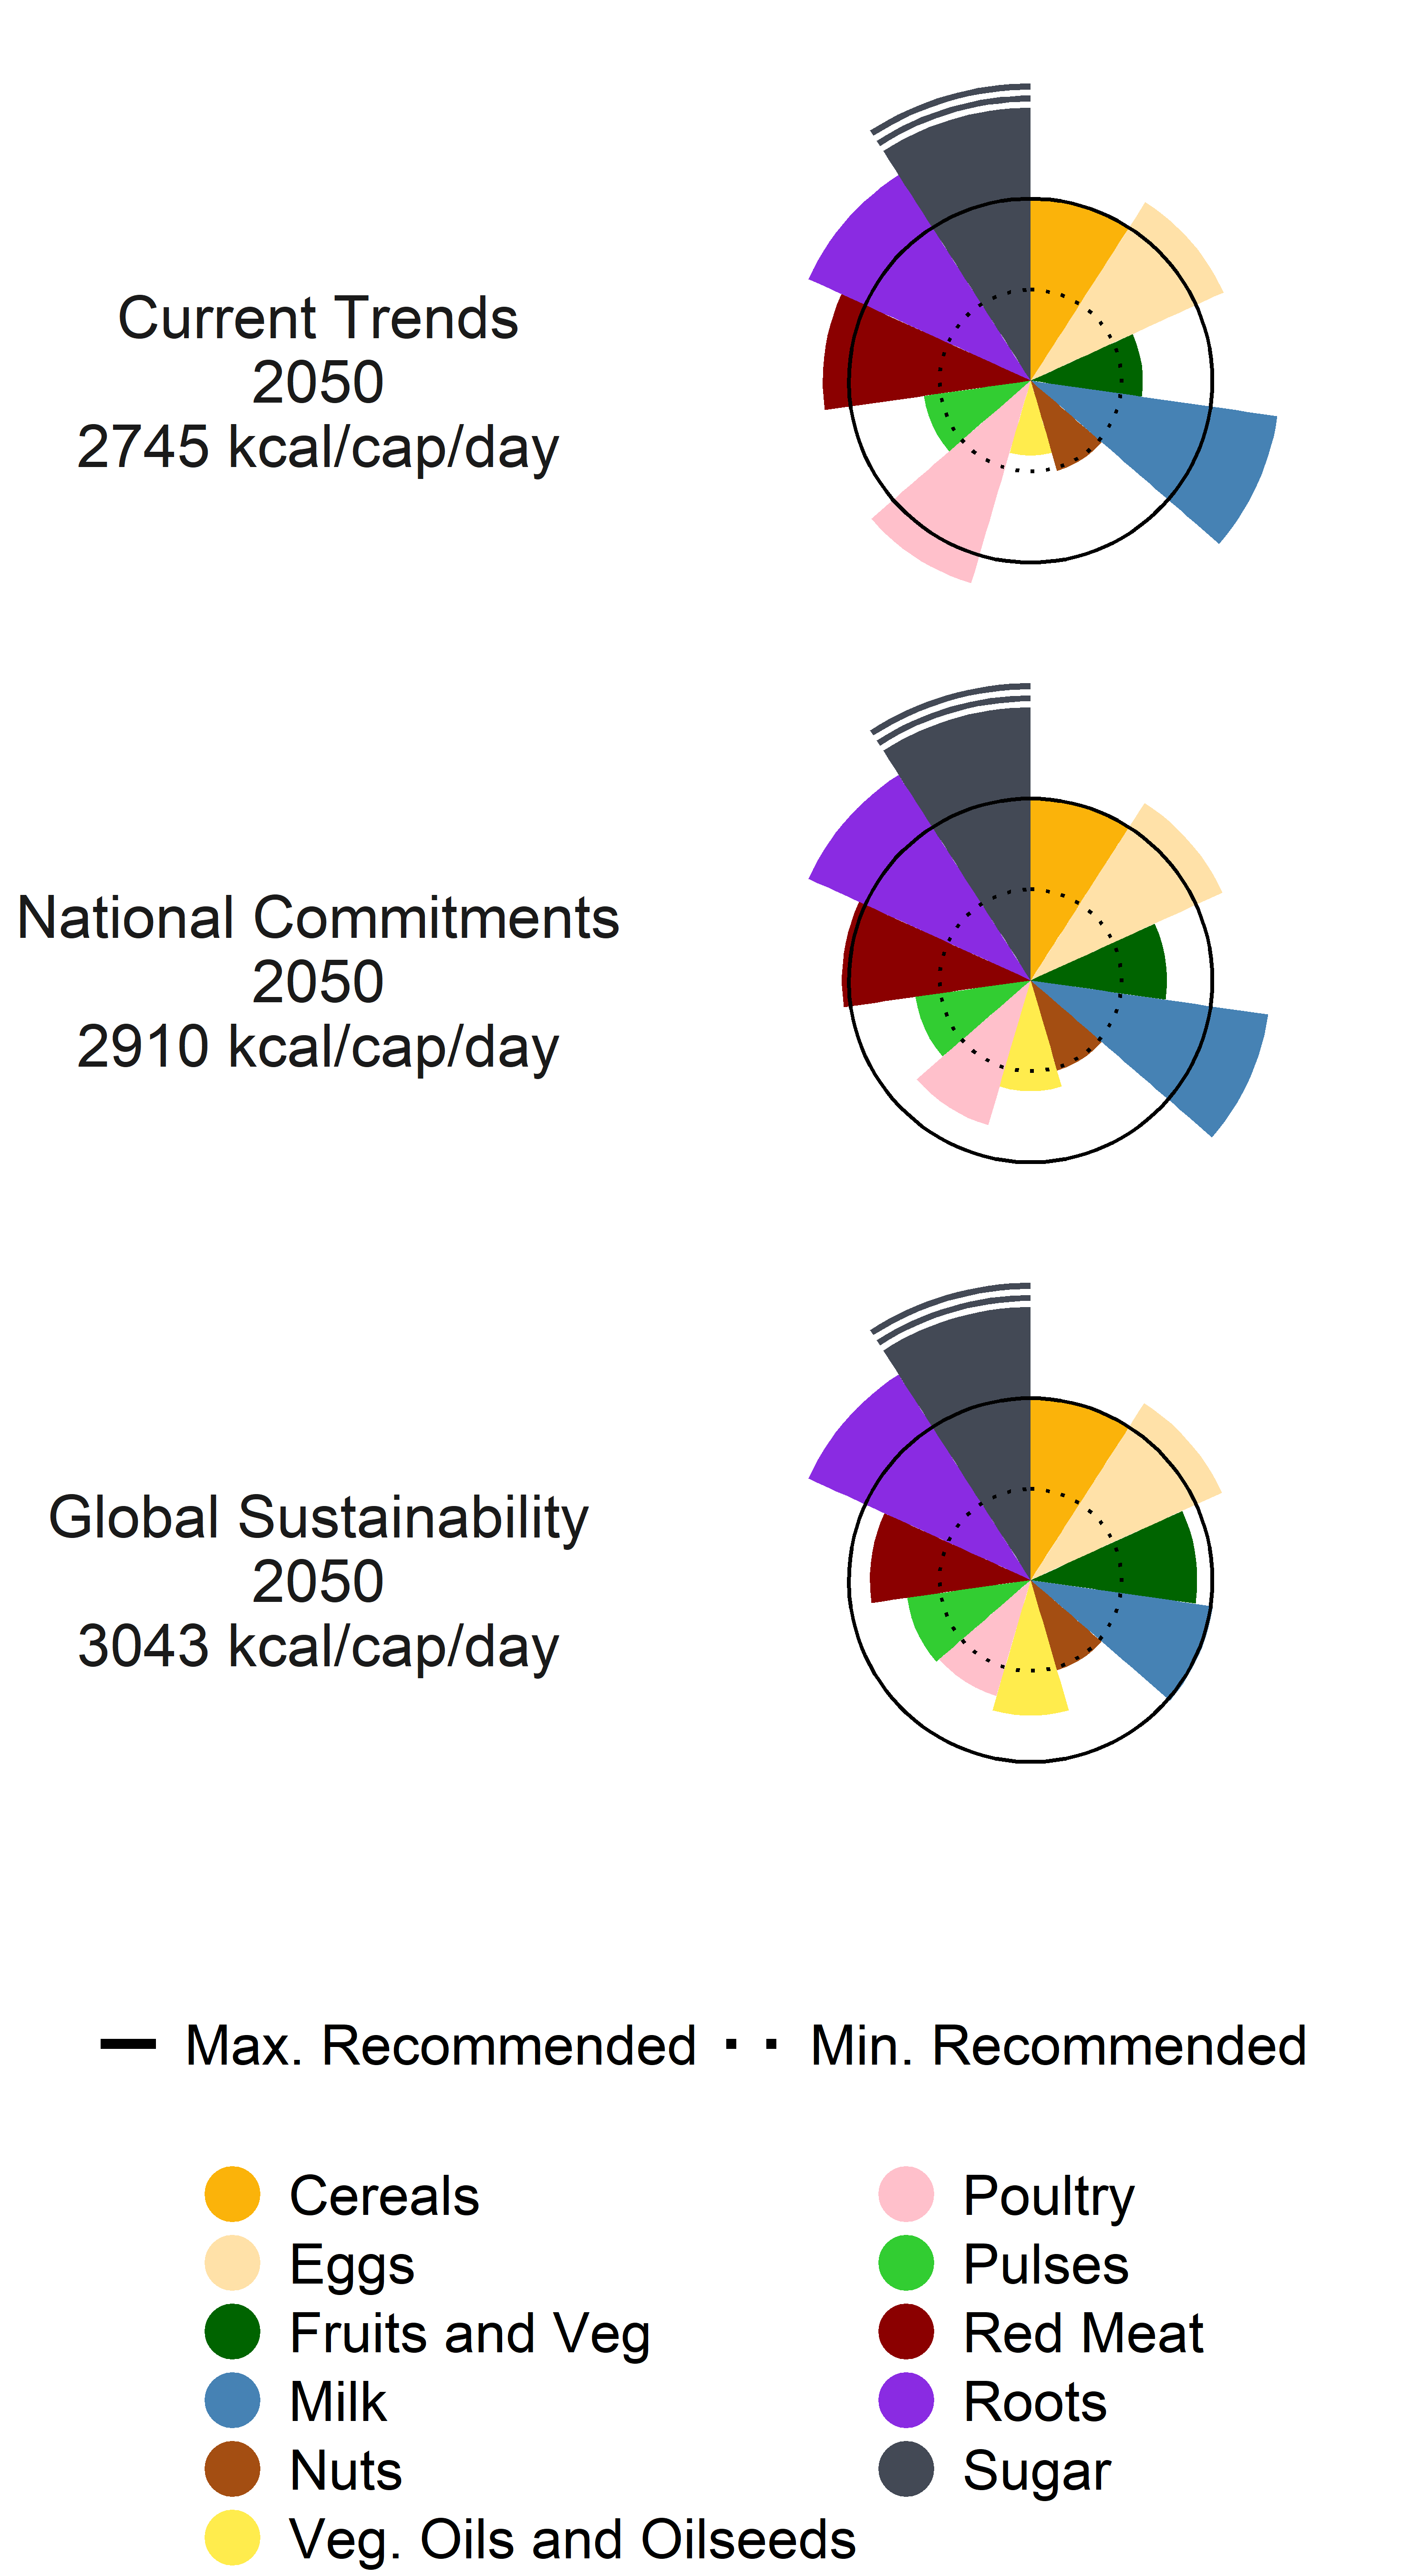 Current Trends
2050
2745 kcal/cap/day
National Commitments
2050
2910 kcal/cap/day
Global Sustainability
2050
3043 kcal/cap/day
Max. Recommended
Min. Recommended
Cereals
Eggs
Fruits and Veg
Milk
Nuts
Veg. Oils and Oilseeds
Poultry
Pulses
Red Meat
Roots
Sugar